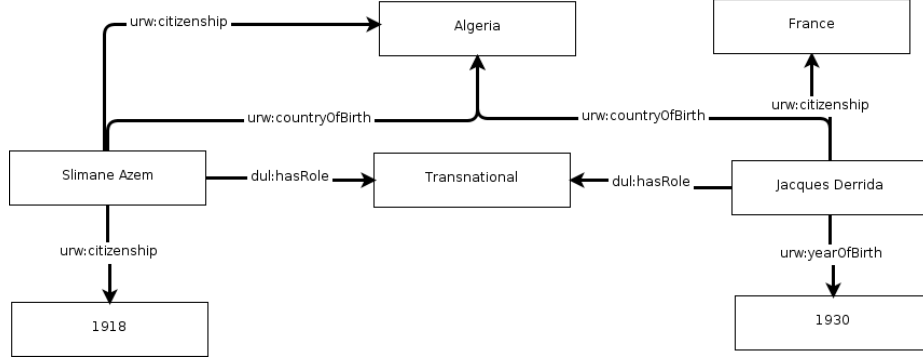 urw:citizenship
Algeria
France
urw:citizenship
urw:countryOfBirth
urw:countryOfBirth
Slimane Azem
dul:hasRole
Transnational
dul:hasRole
Jacques Derrida
urw:citizenship
urw:yearOfBirth
1918
1930